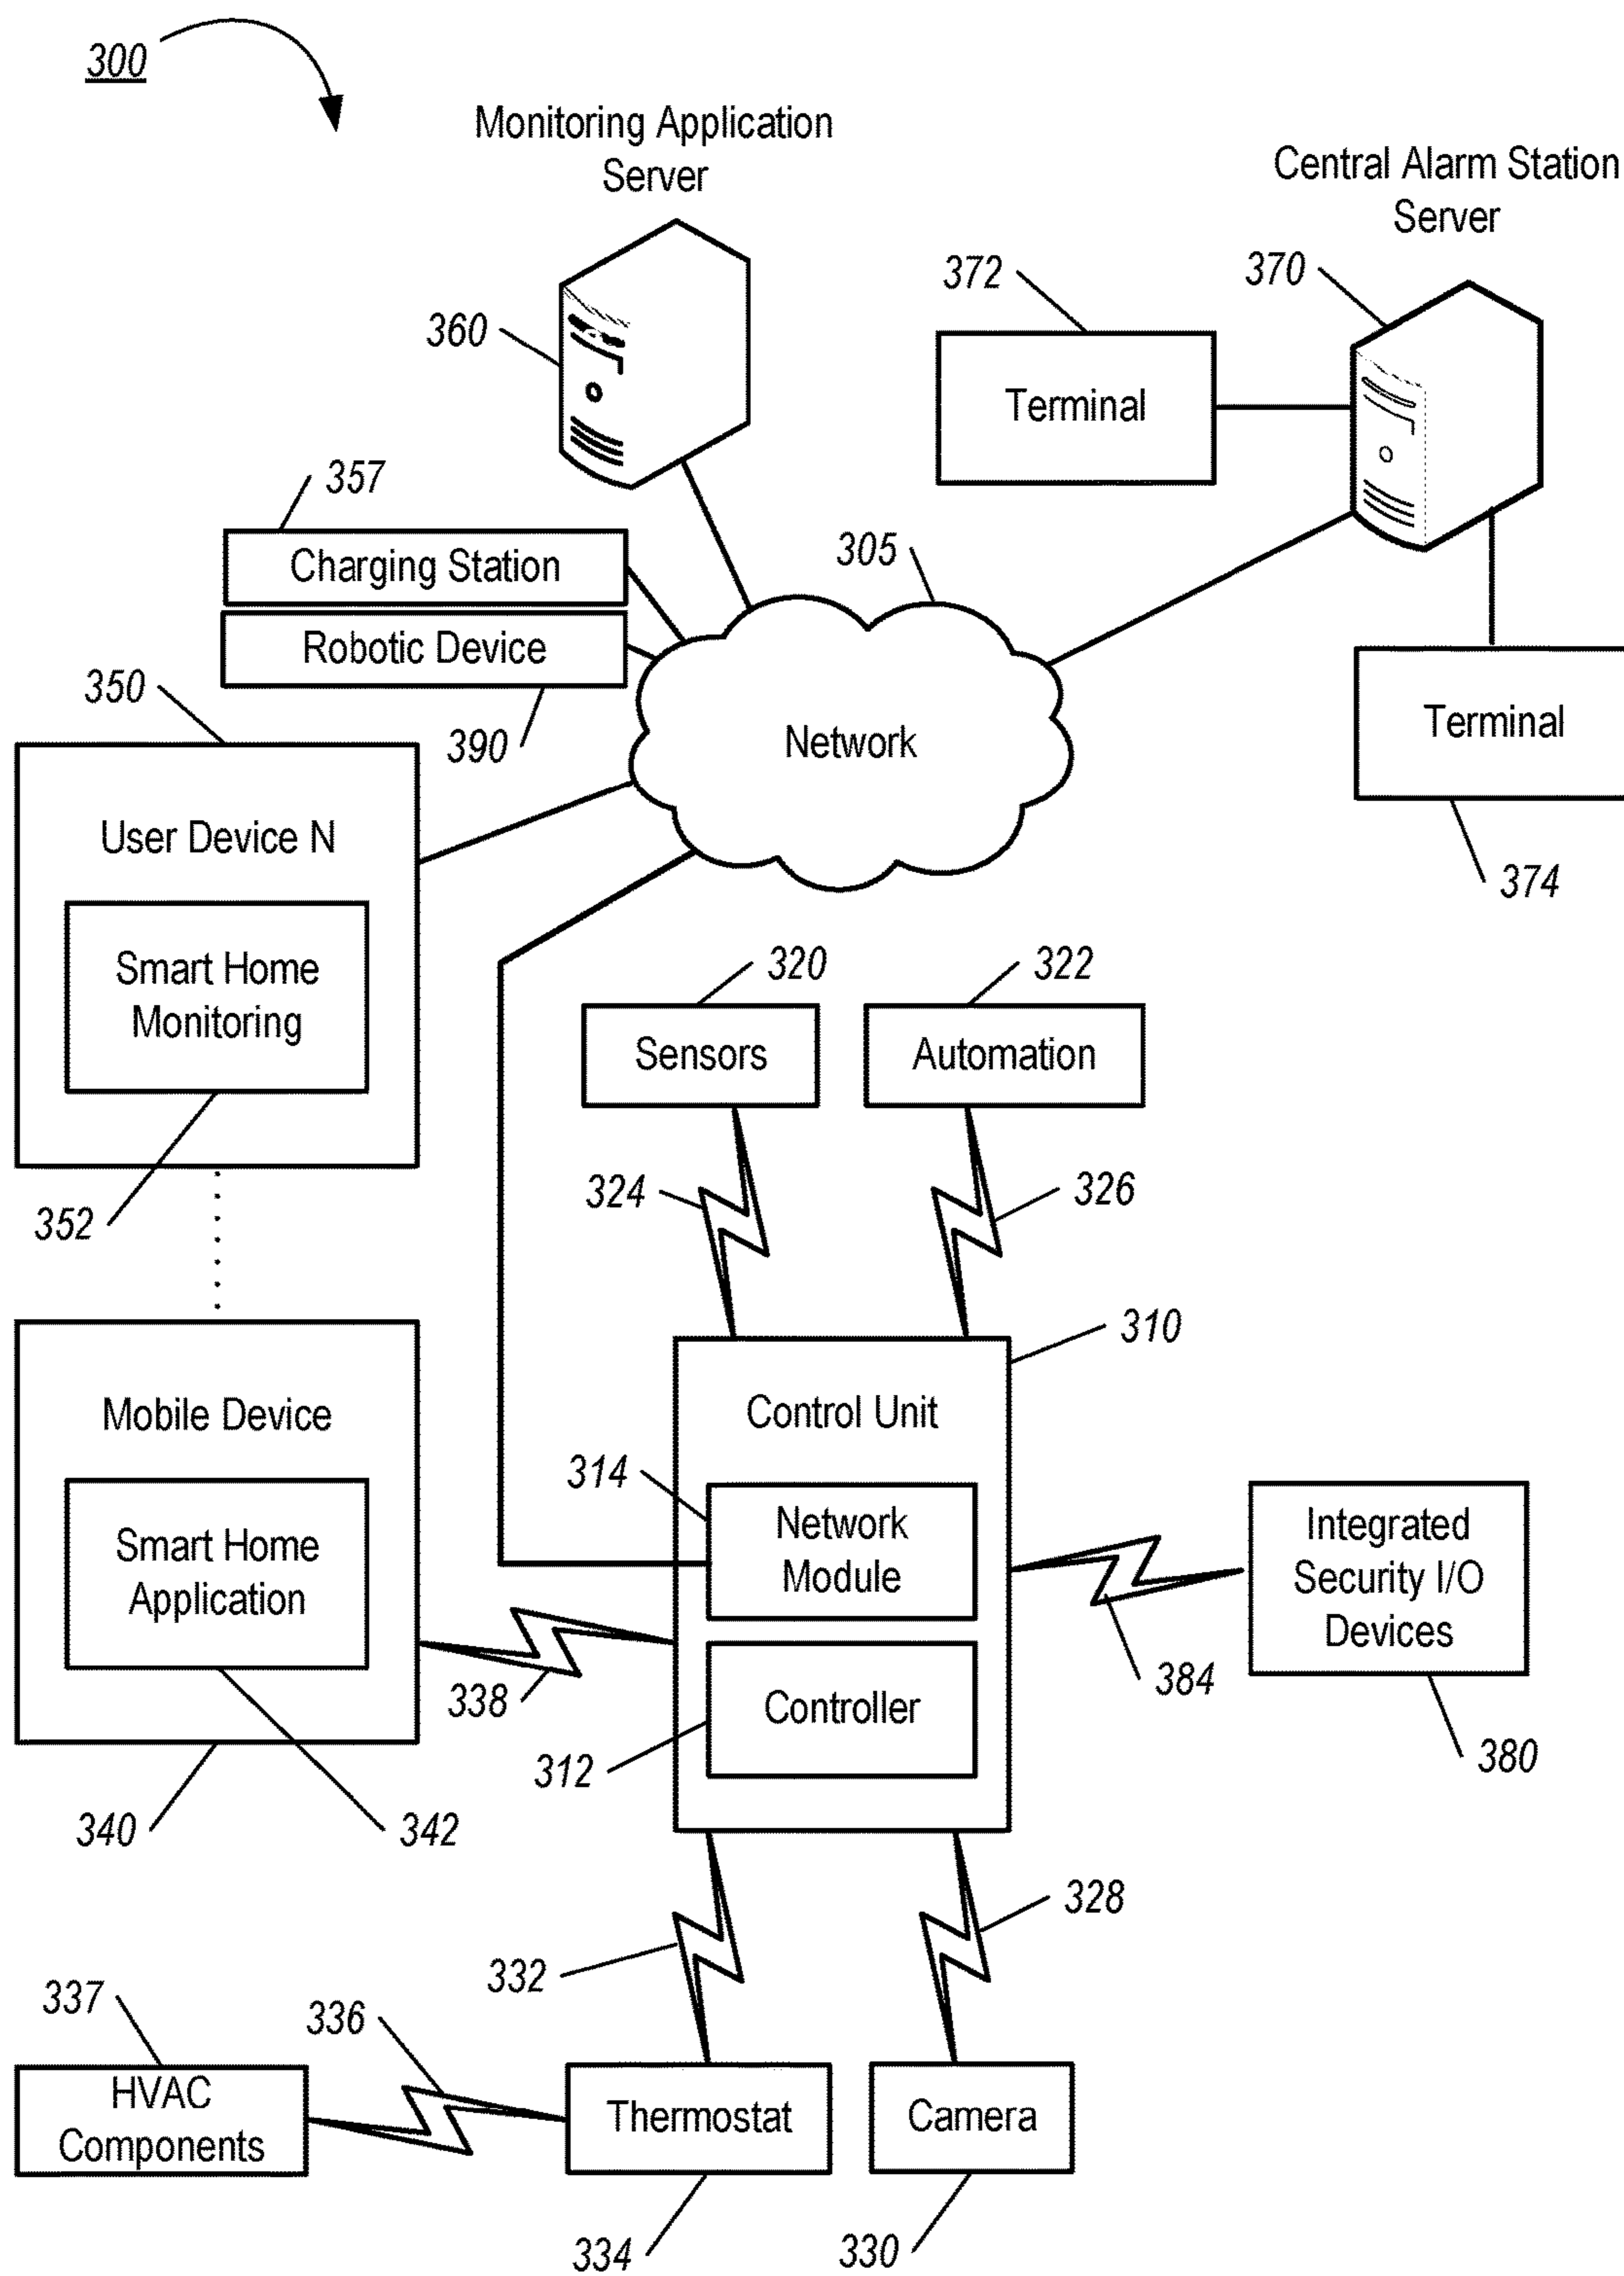 300
Monitoring Application
Server
Central Alarm Station
Server
372
370
360
Terminal
357
Charging Station
305
Robotic Device
350
390
Network
Terminal
374
User Device N
Smart Home
Monitoring
320
322
Sensors
Automation
352
324
326
310
Mobile Device
Control Unit
314
Smart Home
Application
Network
Module
Integrated
Security I/O
Devices
338
384
Controller
312
380
340
342
328
332
337
336
HVAC
Components
Thermostat
Camera
334
330